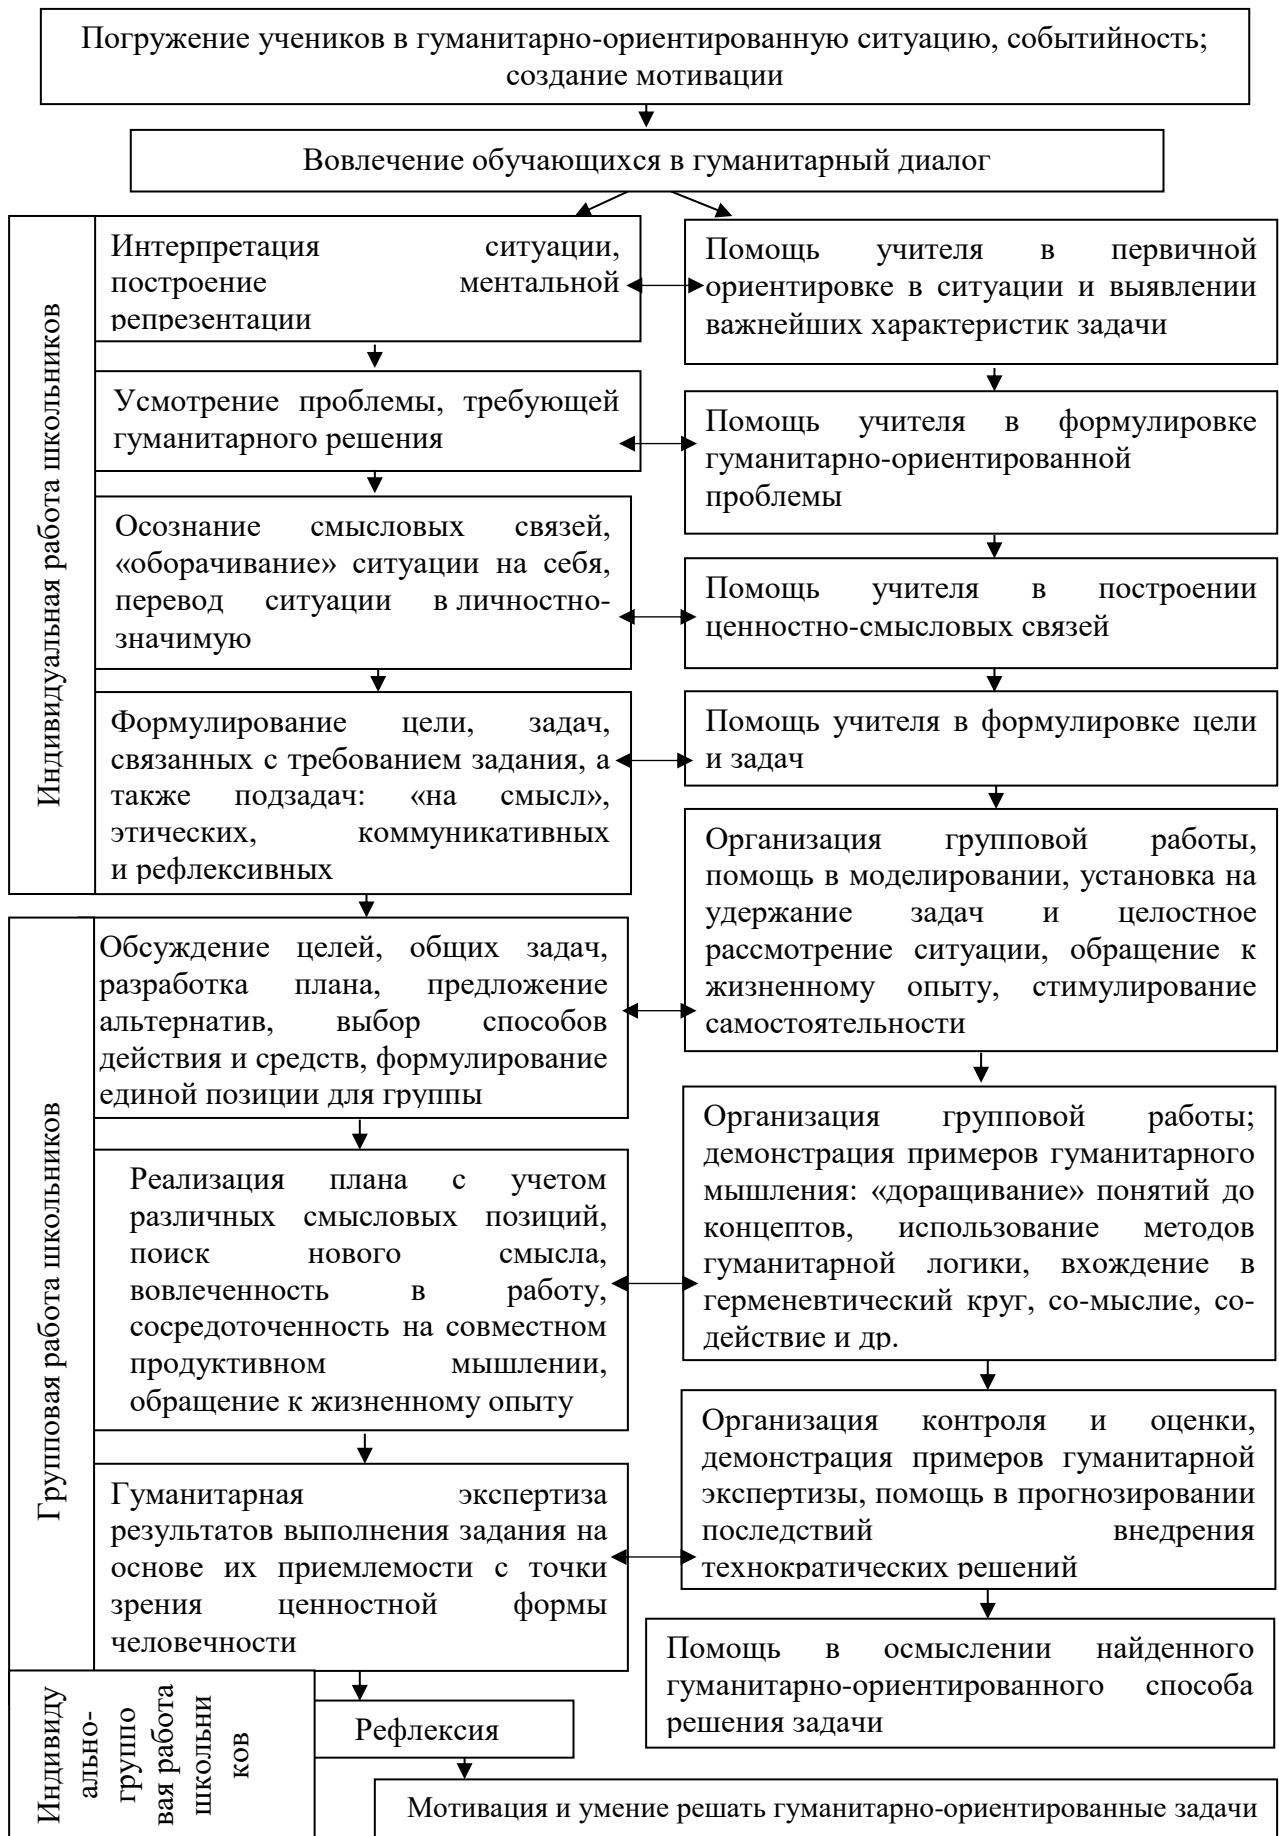 Погружение учеников в гуманитарно-ориентированную ситуацию, событийность;
создание мотивации
Вовлечение обучающихся в гуманитарный диалог
Индивидуальная работа школьников
Интерпретация ситуации,
построение ментальной
репрезентации
Помощь учителя в первичной
ориентировке в ситуации и выявлении
важнейших характеристик задачи
Усмотрение проблемы, требующей
гуманитарного решения
Помощь учителя в формулировке
гуманитарно-ориентированной
проблемы
Осознание смысловых связей,
«оборачивание» ситуации на себя,
перевод ситуации в личностно-
значимую
Помощь учителя в построении
ценностно-смысловых связей
Формулирование цели, задач,
связанных с требованием задания, а
также подзадач: «на смысл»,
этических, коммуникативных
и рефлексивных
Помощь учителя в формулировке цели
и задач
Групповая работа школьников
Обсуждение целей, общих задач,
разработка плана, предложение
альтернатив, выбор способов
действия и средств, формулирование
единой позиции для группы
Организация групповой работы,
помощь в моделировании, установка на
удержание задач и целостное
рассмотрение ситуации, обращение к
жизненному опыту, стимулирование
самостоятельности
Реализация плана с учетом
различных смысловых позиций,
поиск нового смысла,
вовлеченность в работу,
сосредоточенность на совместном
продуктивном мышлении,
обращение к жизненному опыту
Организация групповой работы;
демонстрация примеров гуманитарного
мышления: «доращивание» понятий до
концептов, использование методов
гуманитарной логики, вхождение в
герменевтический круг, со-мыслие, со-
действие и др.
Гуманитарная экспертиза
результатов выполнения задания на
основе их приемлемости с точки
зрения ценностной формы
человечности
Организация контроля и оценки,
демонстрация примеров гуманитарной
экспертизы, помощь в прогнозировании
последствий внедрения
технократических решений
Помощь в осмыслении найденного
гуманитарно-ориентированного способа
решения задачи
Индивиду
ально-
группо
вая работа
школьни
ков
Рефлексия
Мотивация и умение решать гуманитарно-ориентированные задачи